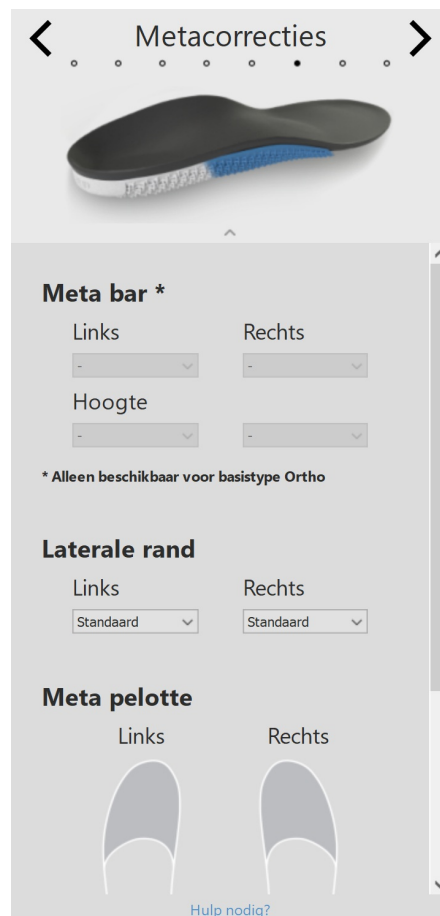 Metacorrecties
Meta bar *
Links Rechts
- -
Hoogte
- -
* Alleen beschikbaar voor basistype Ortho
Laterale rand
Links Rechts
Standaard Standaard
Meta pelotte
Links Rechts
Hulp nodig?